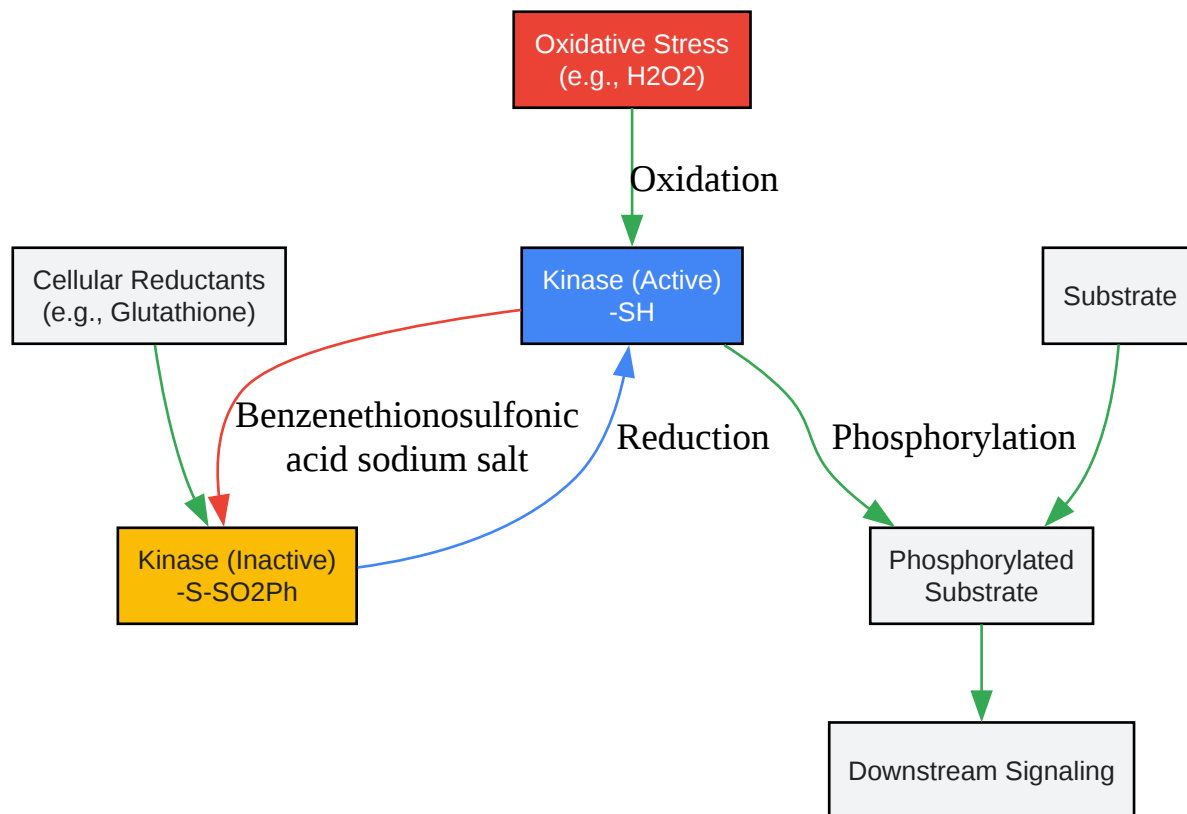 Oxidative Stress
(e.g., H2O2)
Oxidation
Cellular Reductants
(e.g., Glutathione)
Kinase (Active)
-SH
Substrate
Benzenethionosulfonic
acid sodium salt
Reduction
Phosphorylation
Kinase (Inactive)
-S-SO2Ph
Phosphorylated
Substrate
Downstream Signaling